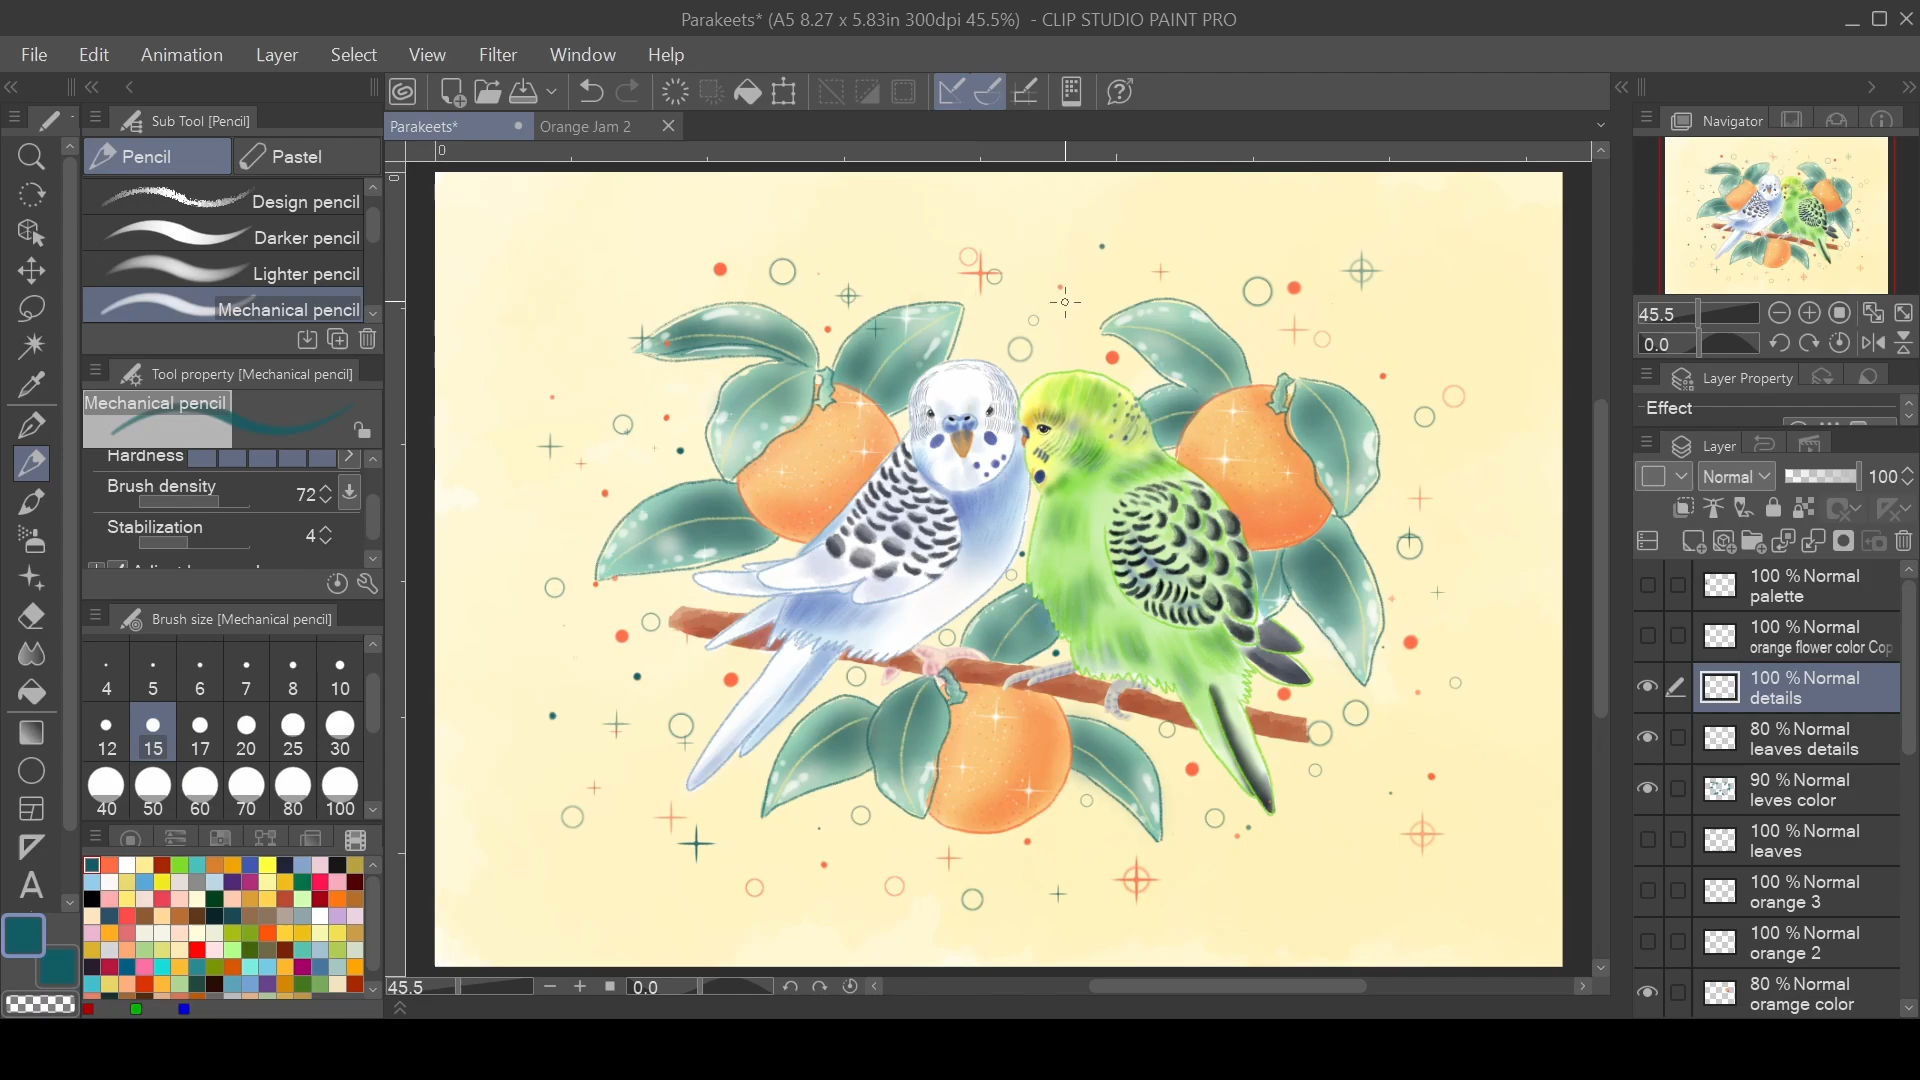 Parakeets* (A5 8.27 x 5.83in 300dpi 45.5%) - CLIP STUDIO PAINT PRO
File Edit Animation Layer Select View Filter Window Help
Sub Tool [Pencil]
Pencil Pastel
Design pencil
Darker pencil
Lighter pencil
Mechanical pencil
Tool property [Mechanical pencil]
Mechanical pencil
Hardness
Brush density 72
Stabilization 4
Brush size [Mechanical pencil]
4 5 6 7 8 10
12 15 17 20 25 30
40 50 60 70 80 100
Parakeets* Orange Jam 2
0
0
45.5 0.0
Navigator
45.5
0.0
Layer Property
Effect
Layer
Normal 100
100 % Normal
palette
100 % Normal
orange flower color Cop
100 % Normal
details
80 % Normal
leaves details
90 % Normal
leves color
100 % Normal
leaves
100 % Normal
orange 3
100 % Normal
orange 2
80 % Normal
oramge color